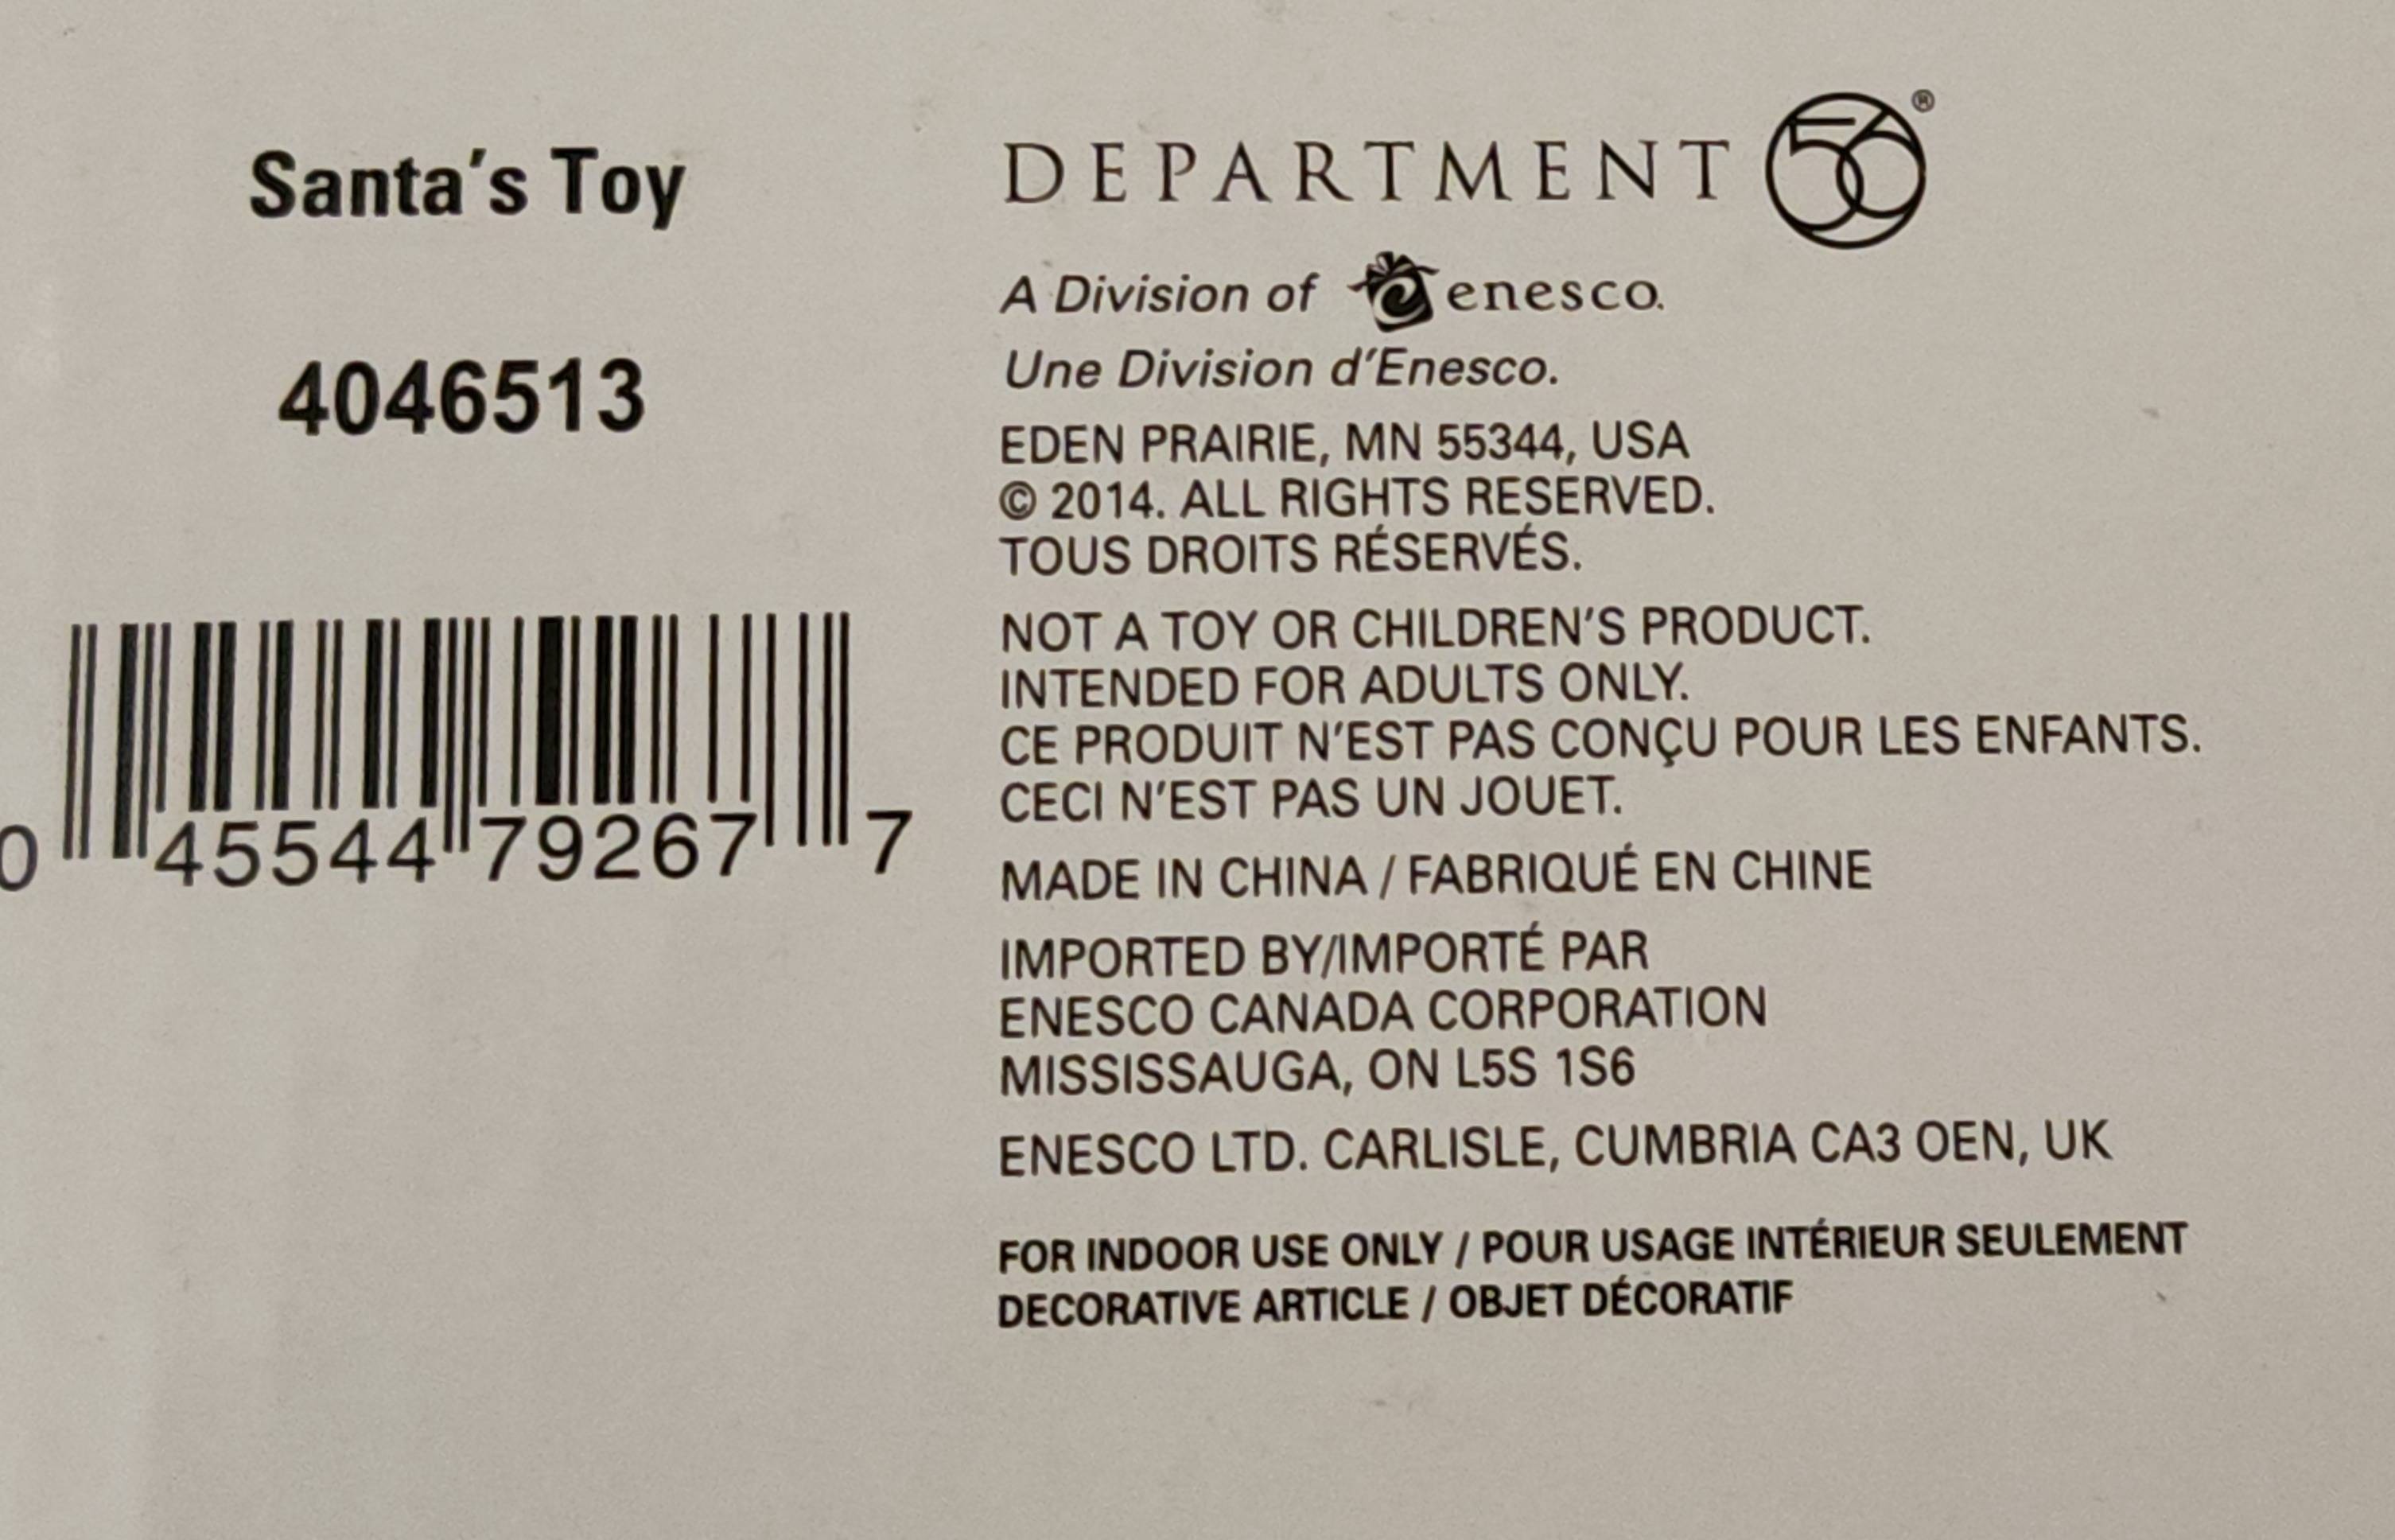 Santa's Toy
4046513
0 45544 79267 7
DEPARTMENT 56®
A Division of enesco.
Une Division d'Enesco.
EDEN PRAIRIE, MN 55344, USA
© 2014. ALL RIGHTS RESERVED.
TOUS DROITS RÉSERVÉS.
NOT A TOY OR CHILDREN'S PRODUCT.
INTENDED FOR ADULTS ONLY.
CE PRODUIT N'EST PAS CONÇU POUR LES ENFANTS.
CECI N'EST PAS UN JOUET.
MADE IN CHINA / FABRIQUÉ EN CHINE
IMPORTED BY/IMPORTÉ PAR
ENESCO CANADA CORPORATION
MISSISSAUGA, ON L5S 1S6
ENESCO LTD. CARLISLE, CUMBRIA CA3 OEN, UK
FOR INDOOR USE ONLY / POUR USAGE INTÉRIEUR SEULEMENT
DECORATIVE ARTICLE / OBJET DÉCORATIF